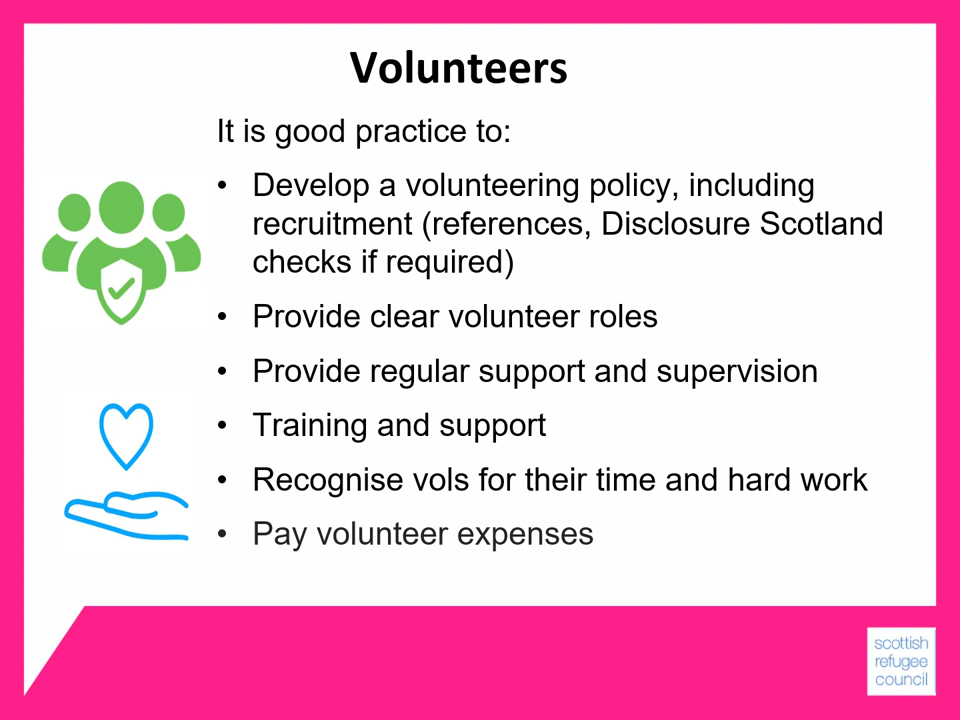 Volunteers
It is good practice to:
• Develop a volunteering policy, including
recruitment (references, Disclosure Scotland
checks if required)
• Provide clear volunteer roles
• Provide regular support and supervision
• Training and support
• Recognise vols for their time and hard work
• Pay volunteer expenses
scottish
refugee
council